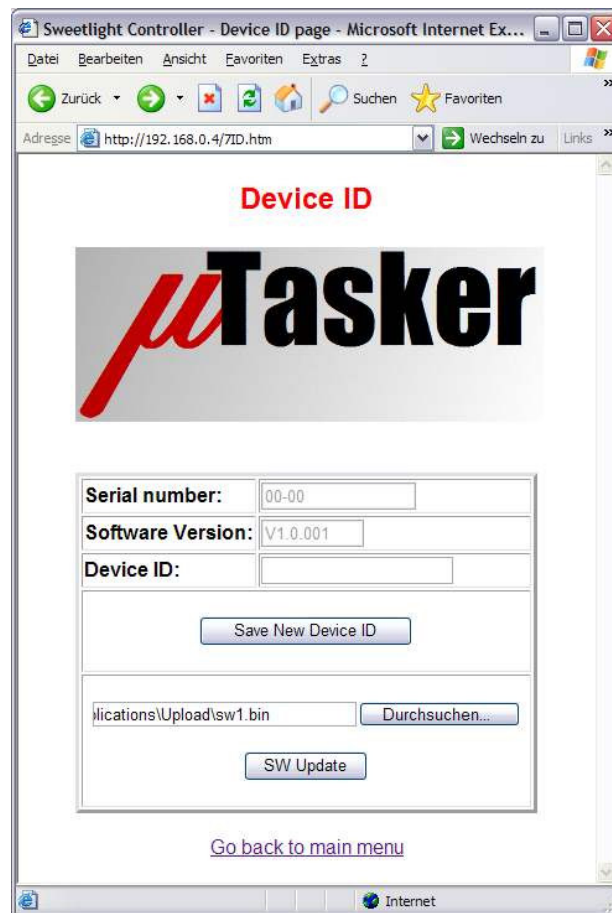 Sweetlight Controller - Device ID page - Microsoft Internet Ex...
Datei Bearbeiten Ansicht Favoriten Extras ?
Zurück Suchen Favoriten »
Adresse http://192.168.0.4/7ID.htm Wechseln zu Links »
Device ID
µTasker
Serial number: 00-00
Software Version: V1.0.001
Device ID:
Save New Device ID
lications\Upload\sw1.bin Durchsuchen...
SW Update
Go back to main menu
Internet